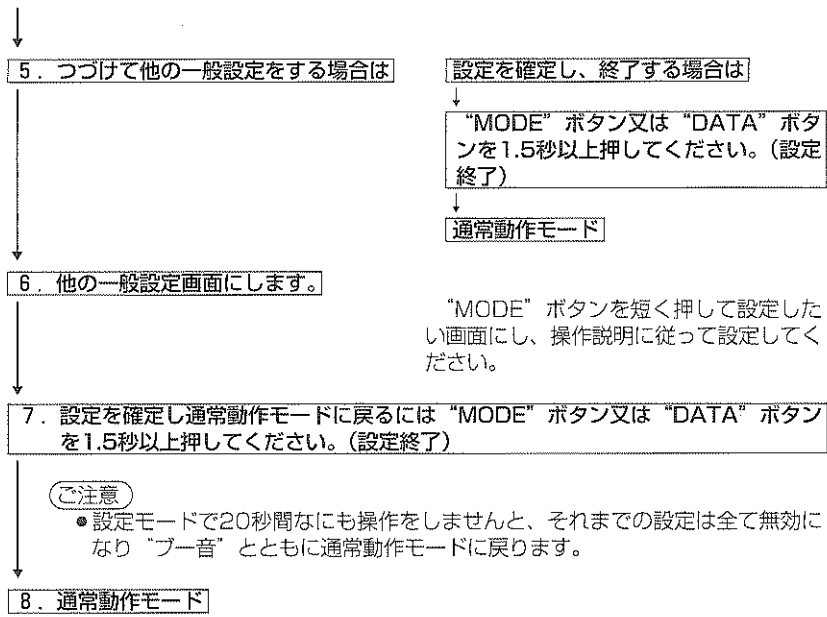 5. つづけて他の一般設定をする場合は
設定を確定し、終了する場合は
“MODE”ボタン又は“DATA”ボタ
ンを1.5秒以上押してください。(設定
終了)
通常動作モード
6. 他の一般設定画面にします。
“MODE”ボタンを短く押して設定した
い画面にし、操作説明に従って設定してく
ださい。
7. 設定を確定し通常動作モードに戻るには“MODE”ボタン又は“DATA”ボタン
を1.5秒以上押してください。(設定終了)
ご注意
●設定モードで20秒間なにも操作をしませんと、それまでの設定は全て無効に
なり“ブー音”とともに通常動作モードに戻ります。
8. 通常動作モード